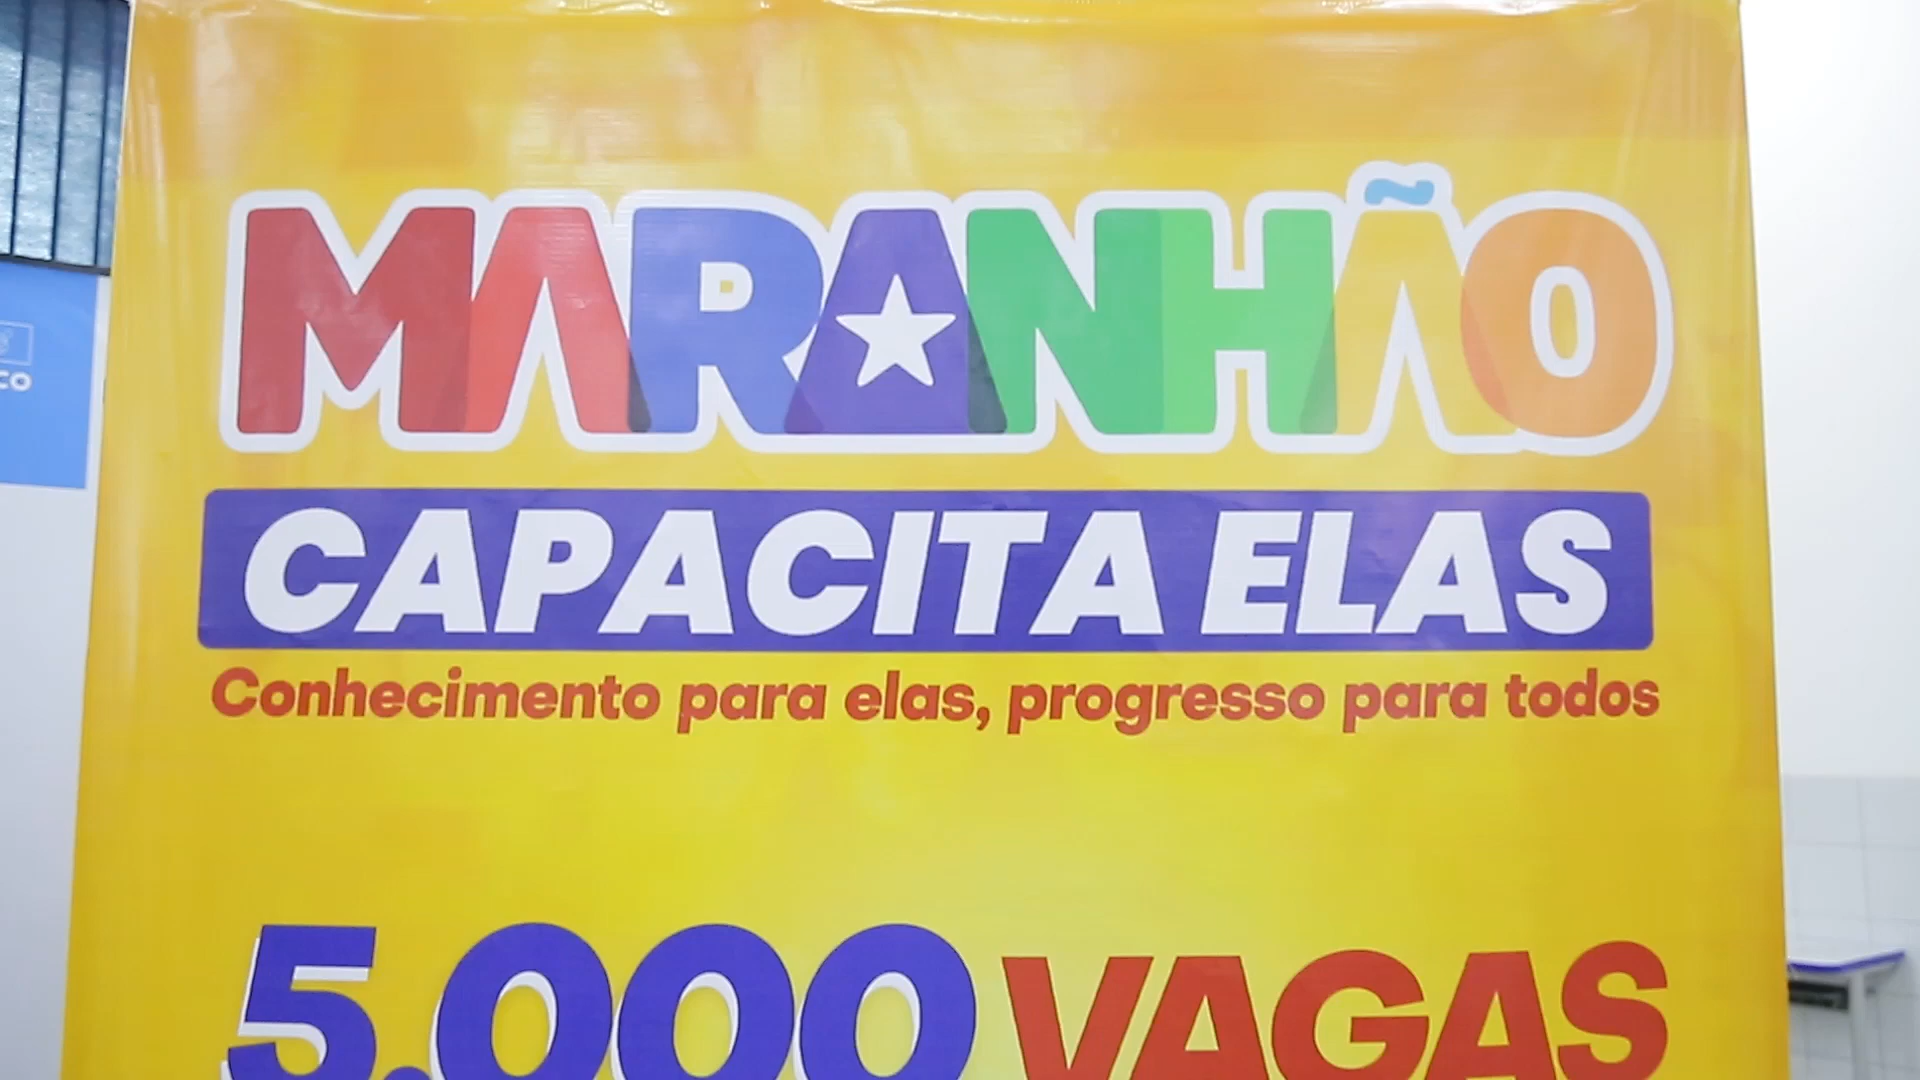 MARANHÃO
CAPACITA ELAS
Conhecimento para elas, progresso para todos
5.000 VAGAS